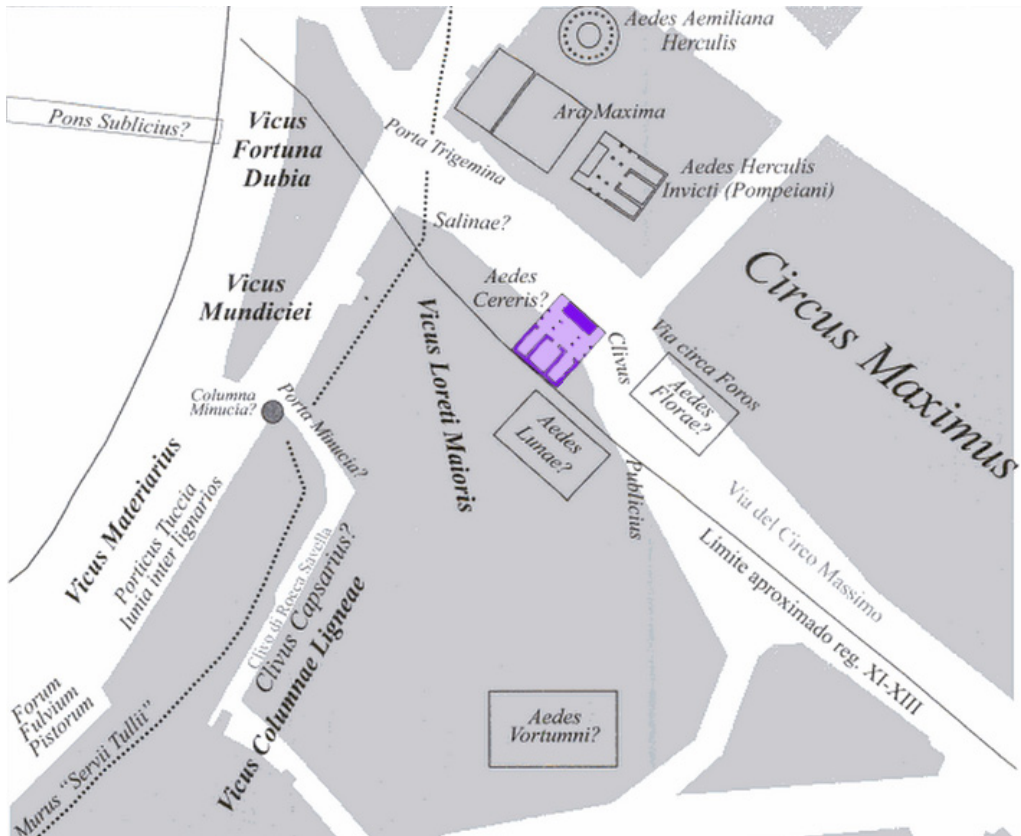 Aedes Aemiliana
Herculis
Pons Sublicius?
Vicus
Fortuna
Dubia
Porta Trigemina
Ara Maxima
Aedes Herculis
Invicti (Pompeiani)
Salinae?
Vicus
Mundiciei
Aedes
Cereris?
Circus Maximus
Vicus Loreti Maioris
Clivus
Publicius
Via circa Foros
Aedes
Florae?
Columna
Minucia?
Porta Minucia?
Aedes
Lunae?
Vicus Materiarius
Porticus Tuccia
Iunia inter lignarios
Via del Circo Massimo
Limite aproximado reg. XI-XIII
Clivo di Rocca Savella
Clivus Capsarius?
Vicus Columnae Ligneae
Forum
Fulvium
Pistorum
Aedes
Vortumni?
Murus “Servii Tullii”